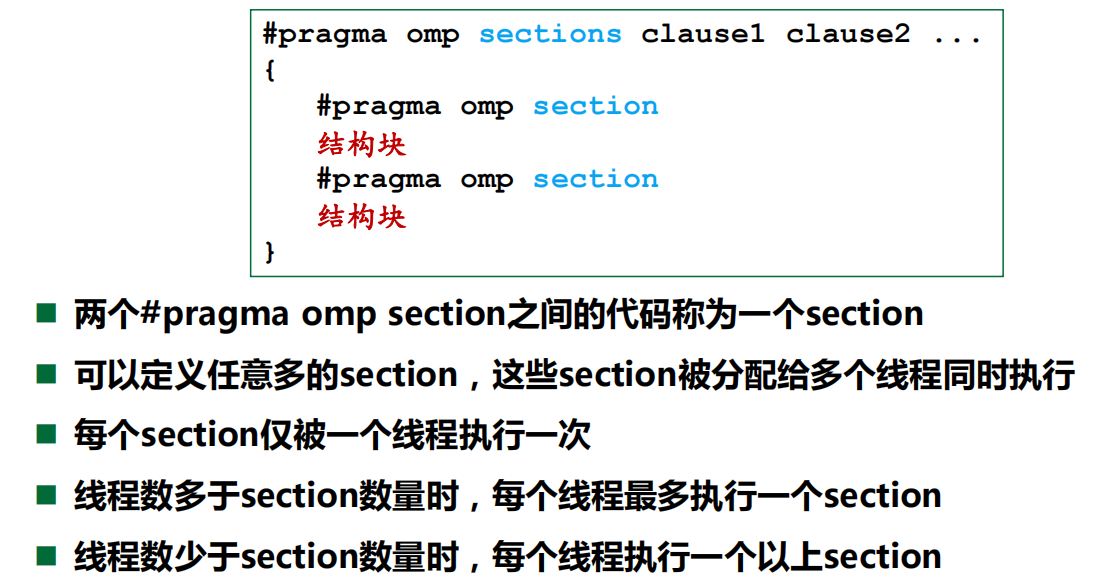 #pragma omp sections clause1 clause2 ...
{
#pragma omp section
结构块
#pragma omp section
结构块
}
两个#pragma omp section之间的代码称为一个section
可以定义任意多的section，这些section被分配给多个线程同时执行
每个section仅被一个线程执行一次
线程数多于section数量时，每个线程最多执行一个section
线程数少于section数量时，每个线程执行一个以上section